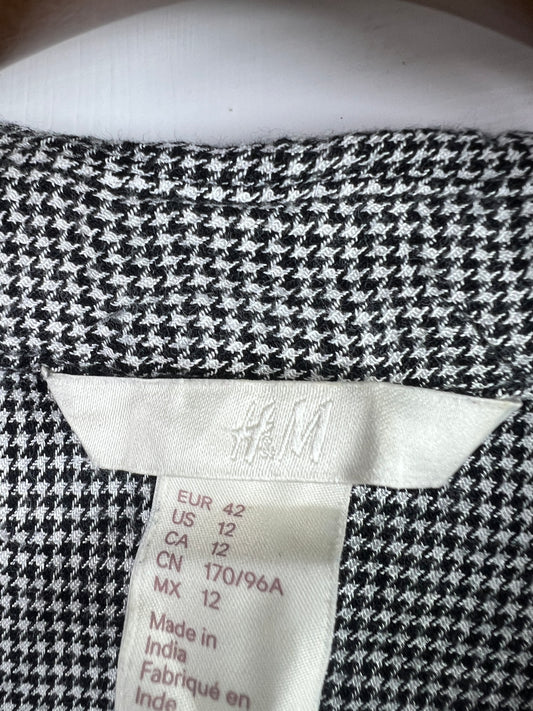 H&M
EUR 42
US 12
CA 12
CN 170/96A
MX 12
Made in
India
Fabriqué en
Inde